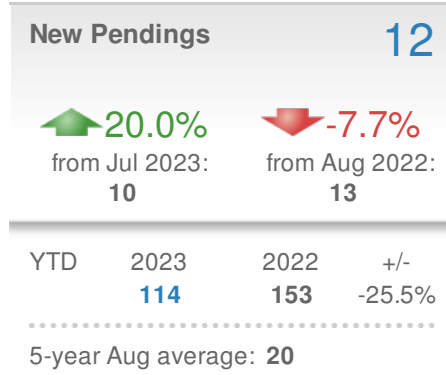 New Pendings 12
20.0% -7.7%
from Jul 2023: from Aug 2022:
10 13
YTD 2023 2022 +/-
114 153 -25.5%
5-year Aug average: 20